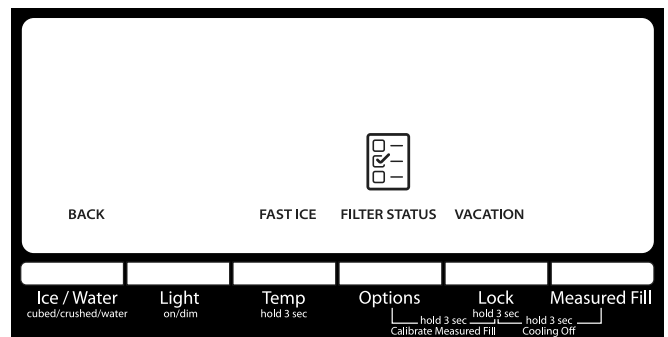 BACK FAST ICE FILTER STATUS VACATION
Ice / Water Light Temp Options Lock Measured Fill
cubed/crushed/water on/dim hold 3 sec hold 3 sec
hold 3 sec hold 3 sec
Calibrate Measured Fill Cooling Off